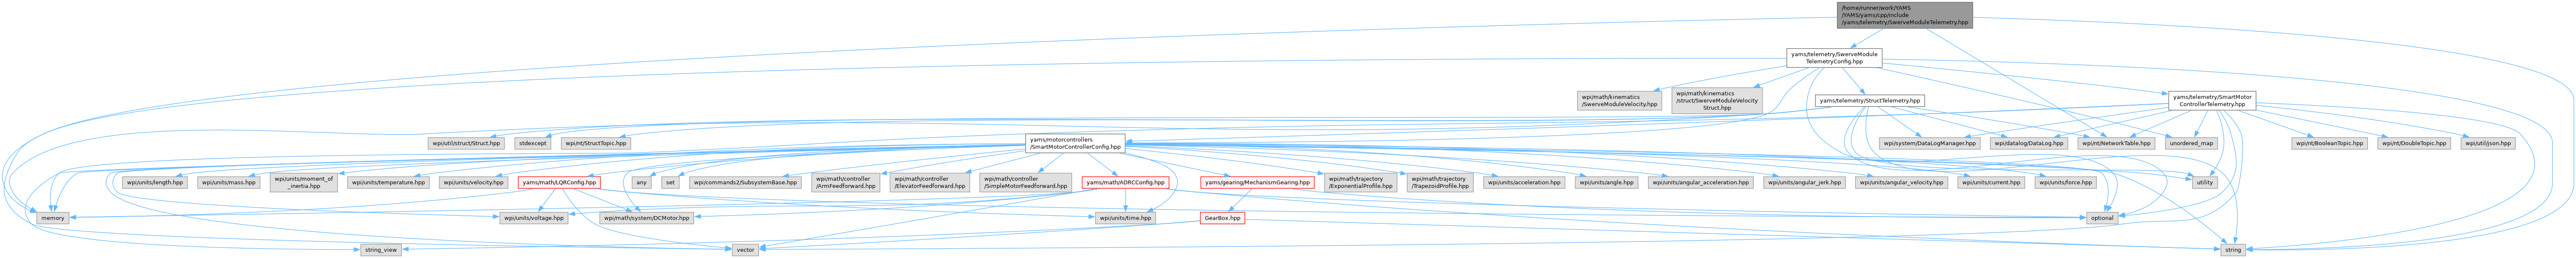 /home/runner/work/YAMS
/YAMS/yams/cpp/include
/yams/telemetry/SwerveModuleTelemetry.hpp
yams/telemetry/SwerveModule
TelemetryConfig.hpp
wpi/math/kinematics
/SwerveModuleVelocity.hpp
wpi/math/kinematics
/struct/SwerveModuleVelocity
Struct.hpp
yams/telemetry/StructTelemetry.hpp
yams/telemetry/SmartMotor
ControllerTelemetry.hpp
wpi/util/struct/Struct.hpp
stdexcept
wpi/nt/StructTopic.hpp
yams/motorcontrollers
/SmartMotorControllerConfig.hpp
wpi/system/DataLogManager.hpp
wpi/datalog/DataLog.hpp
wpi/nt/NetworkTable.hpp
unordered_map
wpi/nt/BooleanTopic.hpp
wpi/nt/DoubleTopic.hpp
wpi/util/json.hpp
wpi/units/length.hpp
wpi/units/mass.hpp
wpi/units/moment_of
_inertia.hpp
wpi/units/temperature.hpp
wpi/units/velocity.hpp
yams/math/LQRConfig.hpp
any
set
wpi/commands2/SubsystemBase.hpp
wpi/math/controller
/ArmFeedforward.hpp
wpi/math/controller
/ElevatorFeedforward.hpp
wpi/math/controller
/SimpleMotorFeedforward.hpp
yams/math/ADRCConfig.hpp
yams/gearing/MechanismGearing.hpp
wpi/math/trajectory
/ExponentialProfile.hpp
wpi/math/trajectory
/TrapezoidProfile.hpp
wpi/units/acceleration.hpp
wpi/units/angle.hpp
wpi/units/angular_acceleration.hpp
wpi/units/angular_jerk.hpp
wpi/units/angular_velocity.hpp
wpi/units/current.hpp
wpi/units/force.hpp
utility
memory
wpi/units/voltage.hpp
wpi/math/system/DCMotor.hpp
wpi/units/time.hpp
GearBox.hpp
optional
string_view
vector
string